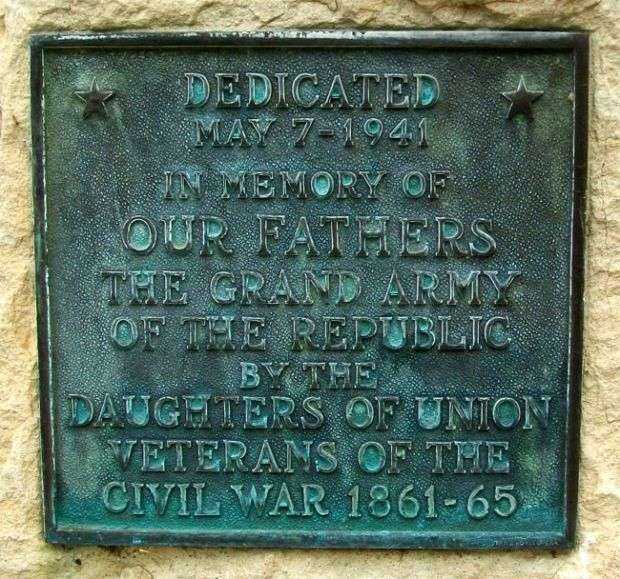 DEDICATED
MAY 7-1941
IN MEMORY OF
OUR FATHERS
THE GRAND ARMY
OF THE REPUBLIC
BY THE
DAUGHTERS OF UNION
VETERANS OF THE
CIVIL WAR 1861-65